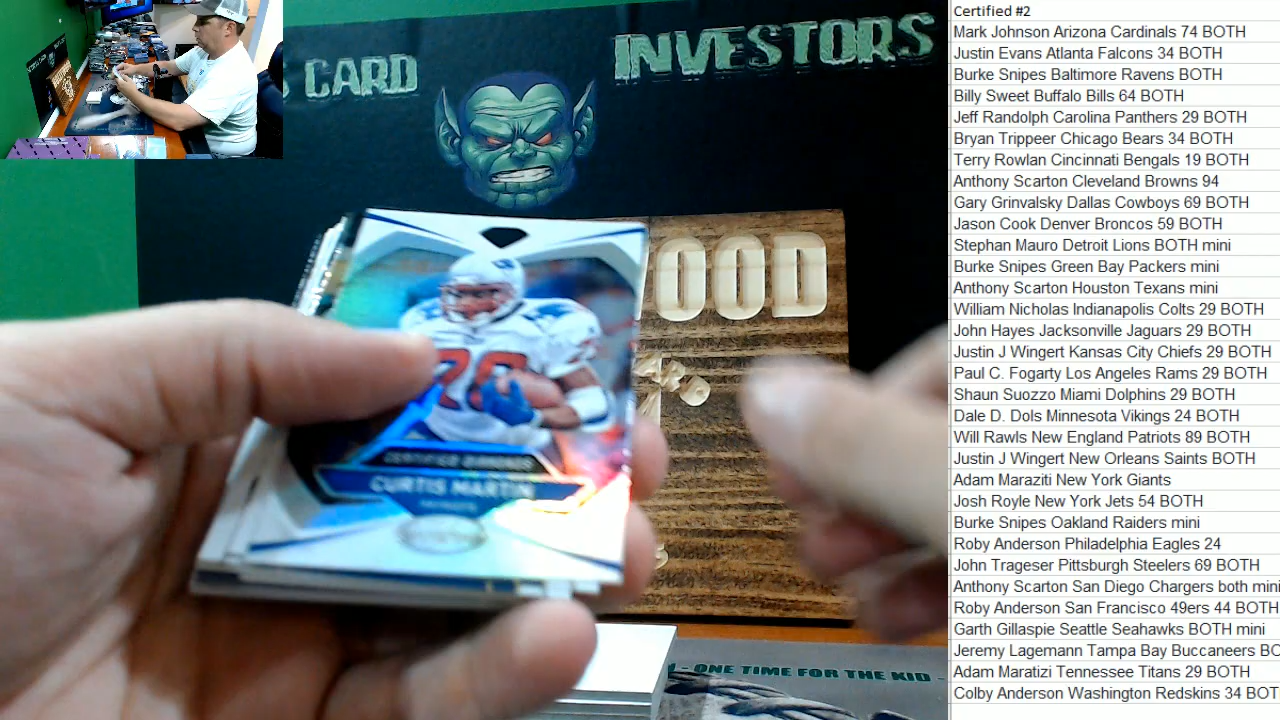 CARD
INVESTORS
OOD
28
CURTIS MARTIN
- ONE TIME FOR THE KID -
Certified #2
Mark Johnson Arizona Cardinals 74 BOTH
Justin Evans Atlanta Falcons 34 BOTH
Burke Snipes Baltimore Ravens BOTH
Billy Sweet Buffalo Bills 64 BOTH
Jeff Randolph Carolina Panthers 29 BOTH
Bryan Trippeer Chicago Bears 34 BOTH
Terry Rowlan Cincinnati Bengals 19 BOTH
Anthony Scarton Cleveland Browns 94
Gary Grinvalsky Dallas Cowboys 69 BOTH
Jason Cook Denver Broncos 59 BOTH
Stephan Mauro Detroit Lions BOTH mini
Burke Snipes Green Bay Packers mini
Anthony Scarton Houston Texans mini
William Nicholas Indianapolis Colts 29 BOTH
John Hayes Jacksonville Jaguars 29 BOTH
Justin J Wingert Kansas City Chiefs 29 BOTH
Paul C. Fogarty Los Angeles Rams 29 BOTH
Shaun Suozzo Miami Dolphins 29 BOTH
Dale D. Dols Minnesota Vikings 24 BOTH
Will Rawls New England Patriots 89 BOTH
Justin J Wingert New Orleans Saints BOTH
Adam Maraziti New York Giants
Josh Royle New York Jets 54 BOTH
Burke Snipes Oakland Raiders mini
Roby Anderson Philadelphia Eagles 24
John Trageser Pittsburgh Steelers 69 BOTH
Anthony Scarton San Diego Chargers both mini
Roby Anderson San Francisco 49ers 44 BOTH
Garth Gillaspie Seattle Seahawks BOTH mini
Jeremy Lagemann Tampa Bay Buccaneers BO
Adam Maratizi Tennessee Titans 29 BOTH
Colby Anderson Washington Redskins 34 BOT